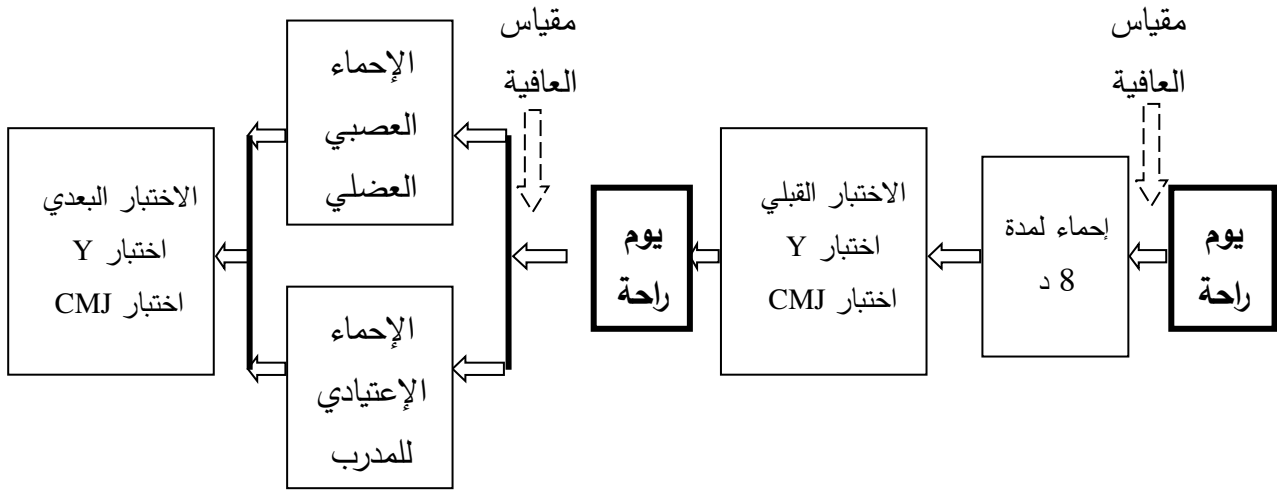 مقياس
العافية
يوم
راحة
إحماء لمدة
8 د
الاختبار القبلي
اختبار Y
اختبار CMJ
يوم
راحة
مقياس
العافية
الإحماء
العصبي
العضلي
الإحماء
الإعتيادي
للمدرب
الاختبار البعدي
اختبار Y
اختبار CMJ